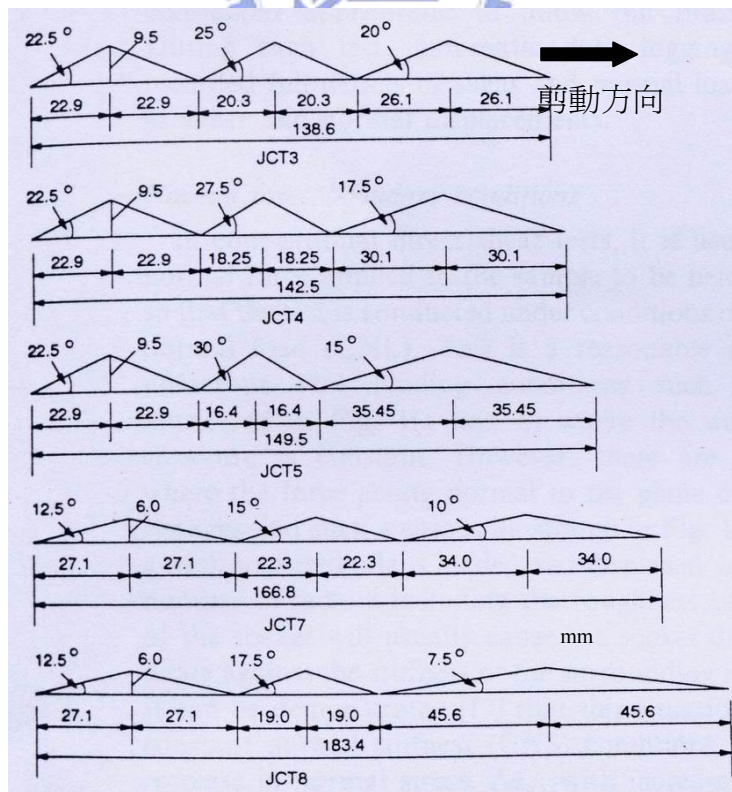 22.5° 9.5 25° 20°
剪動方向
22.9 22.9 20.3 20.3 26.1 26.1
138.6
JCT3
22.5° 9.5 27.5° 17.5°
22.9 22.9 18.25 18.25 30.1 30.1
142.5
JCT4
22.5° 9.5 30° 15°
22.9 22.9 16.4 16.4 35.45 35.45
149.5
JCT5
12.5° 6.0 15° 10°
27.1 27.1 22.3 22.3 34.0 34.0
166.8
JCT7
mm
12.5° 6.0 17.5° 7.5°
27.1 27.1 19.0 19.0 45.6 45.6
183.4
JCT8